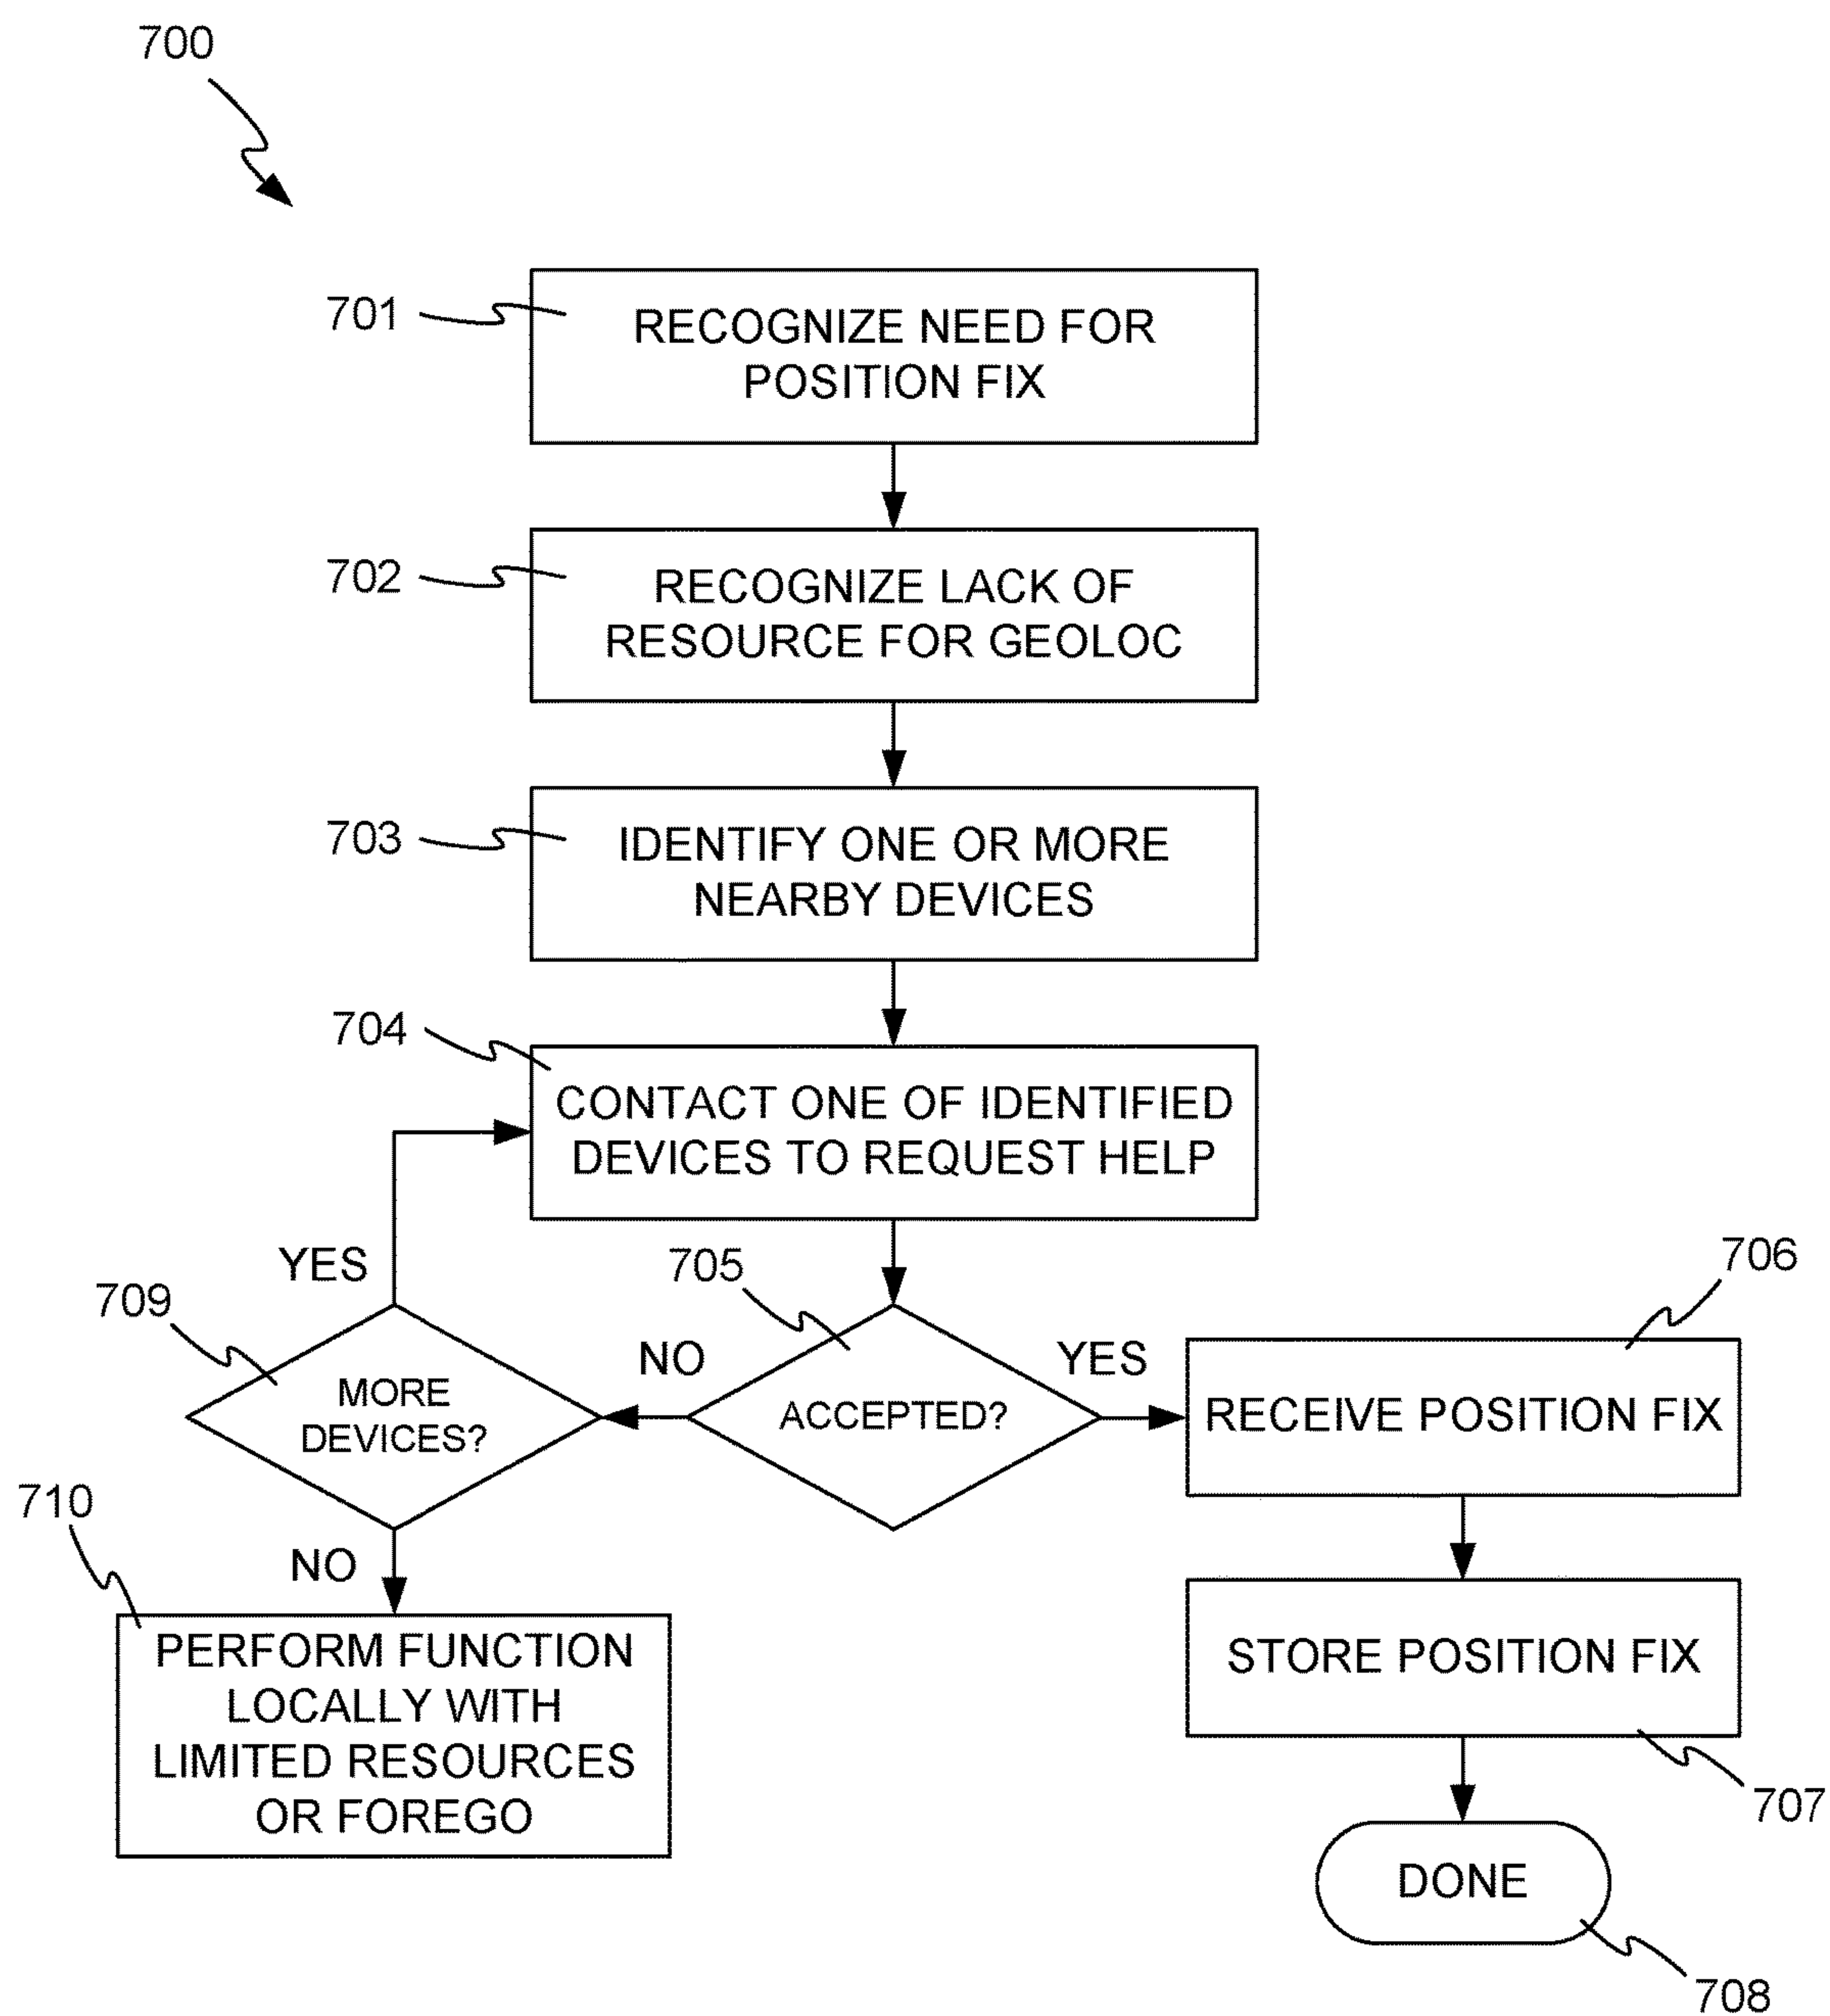 700
701
RECOGNIZE NEED FOR
POSITION FIX
702
RECOGNIZE LACK OF
RESOURCE FOR GEOLOC
703
IDENTIFY ONE OR MORE
NEARBY DEVICES
704
CONTACT ONE OF IDENTIFIED
DEVICES TO REQUEST HELP
705
ACCEPTED?
YES
706
RECEIVE POSITION FIX
STORE POSITION FIX
707
DONE
708
NO
709
MORE
DEVICES?
YES
NO
710
PERFORM FUNCTION
LOCALLY WITH
LIMITED RESOURCES
OR FOREGO